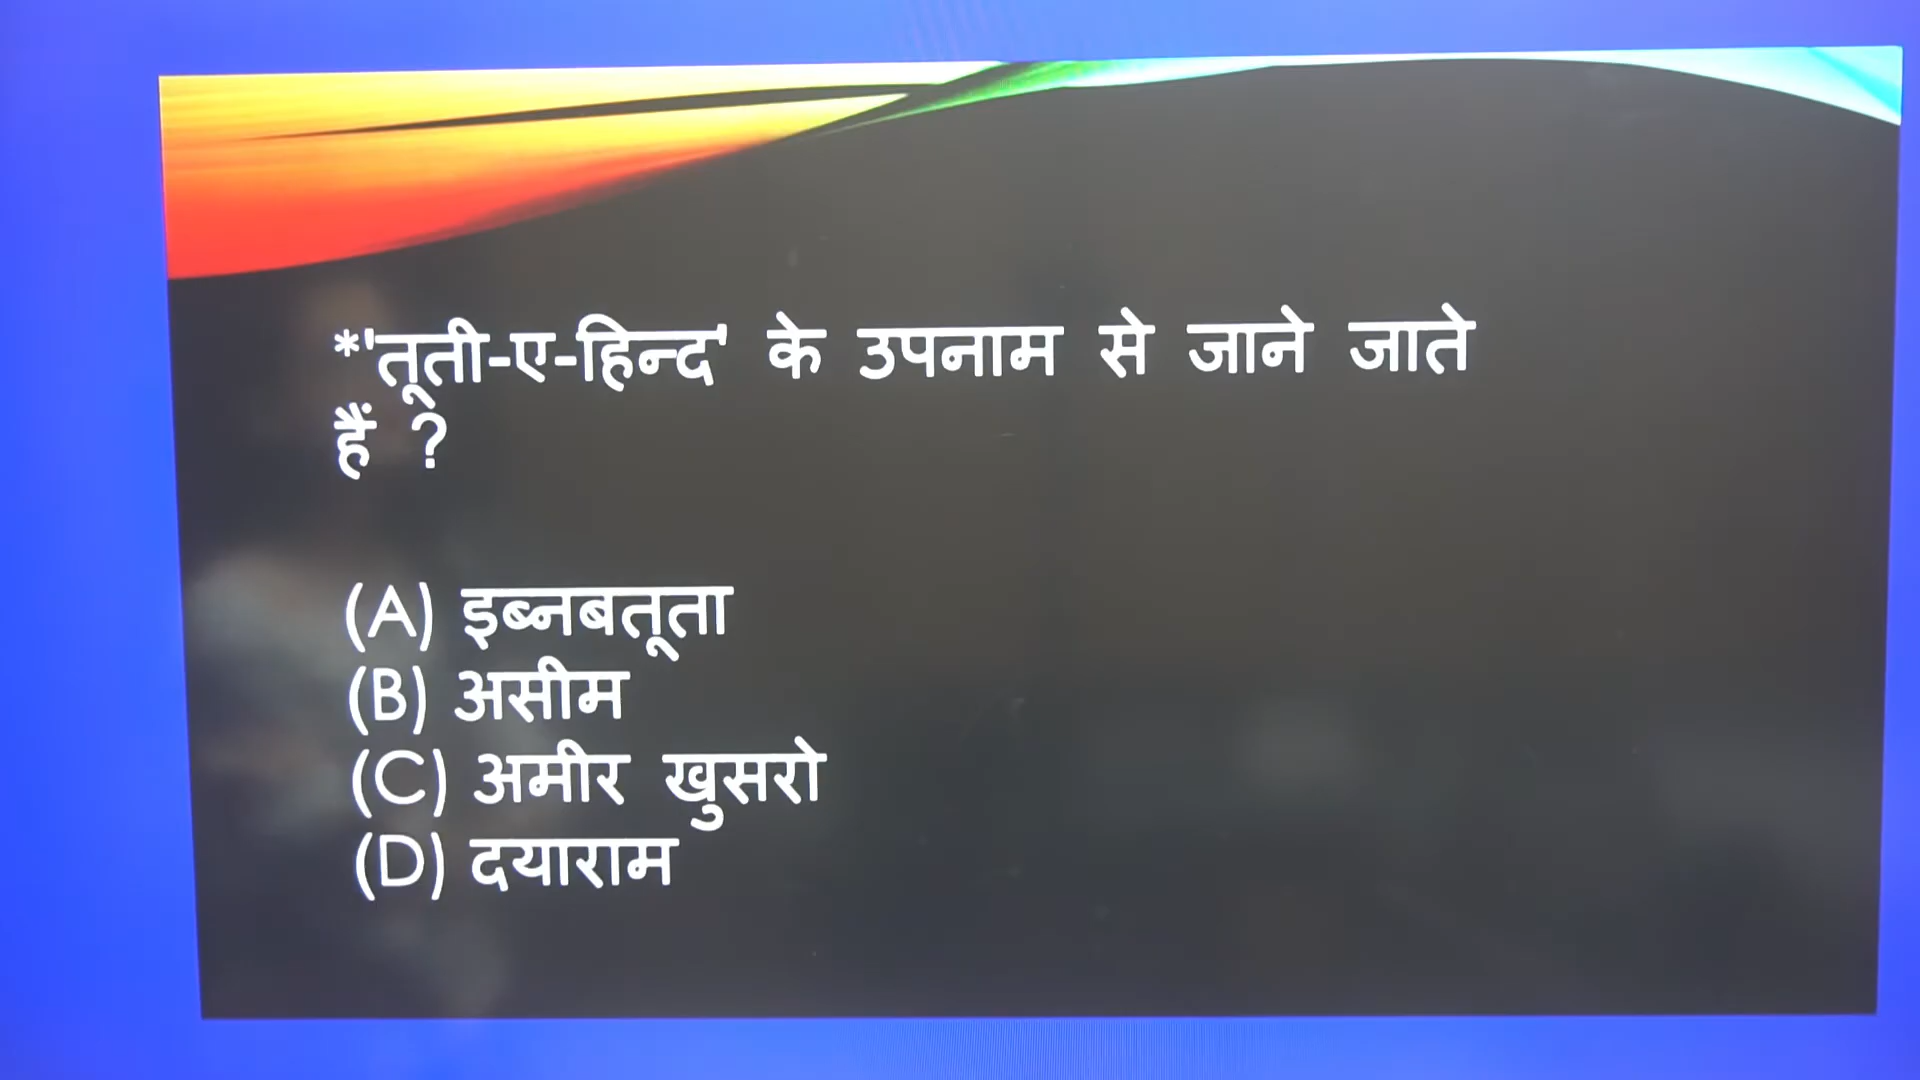 *'तूती-ए-हिन्द' के उपनाम से जाने जाते
हैं ?
(A) इब्नबतूता
(B) असीम
(C) अमीर खुसरो
(D) दयाराम